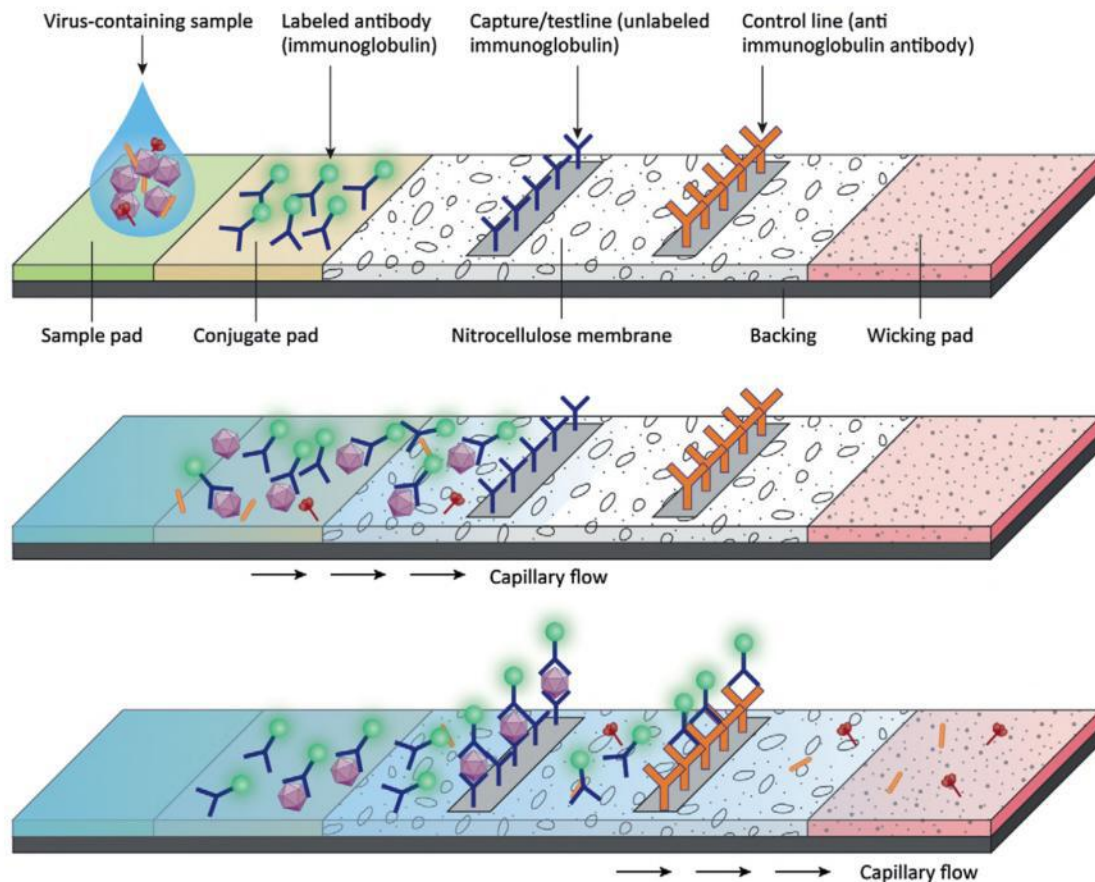 Virus-containing sample
Labeled antibody
(immunoglobulin)
Capture/testline (unlabeled
immunoglobulin)
Control line (anti
immunoglobulin antibody)
Sample pad
Conjugate pad
Nitrocellulose membrane
Backing
Wicking pad
Capillary flow
Capillary flow